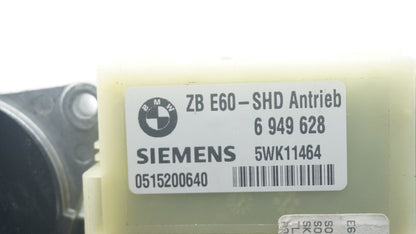 BMW
ZB E60-SHD Antrieb
6 949 628
SIEMENS 5WK11464
0515200640